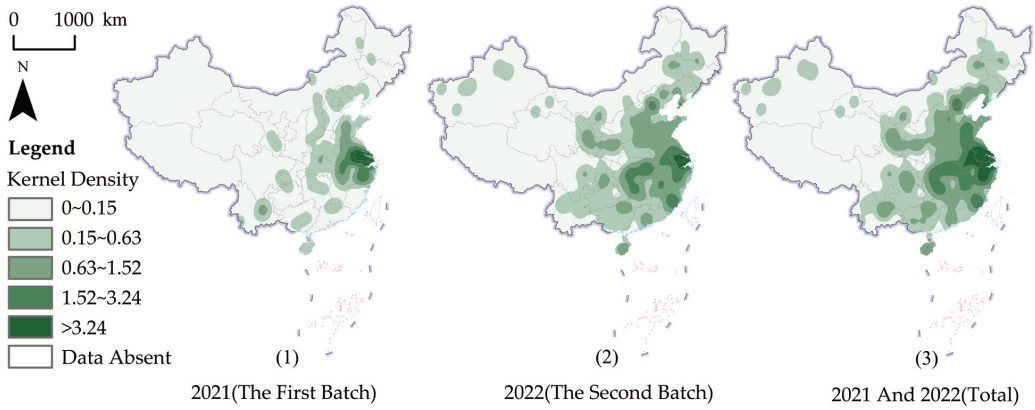 0 1000 km
N
Legend
Kernel Density
0~0.15
0.15~0.63
0.63~1.52
1.52~3.24
>3.24
Data Absent
(1)
(2)
(3)
2021(The First Batch)
2022(The Second Batch)
2021 And 2022(Total)